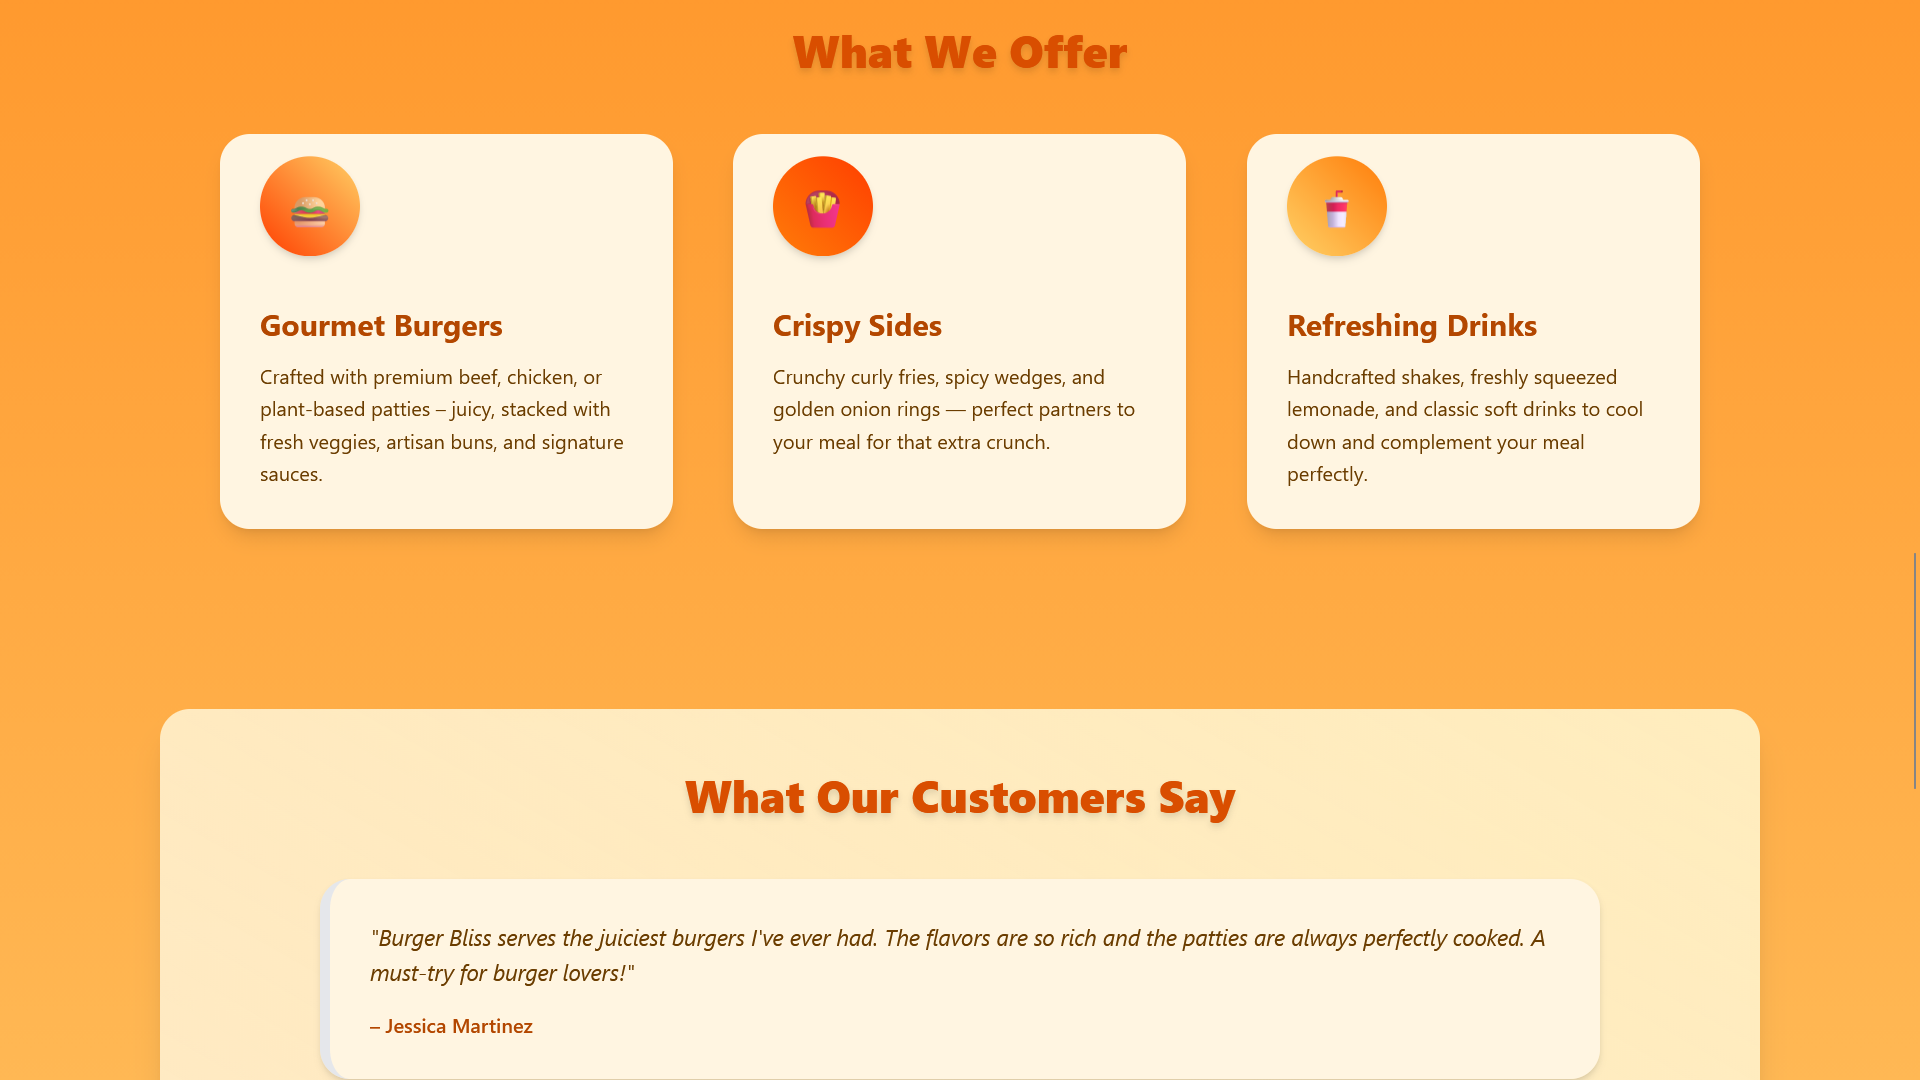 What We Offer
Gourmet Burgers
Crafted with premium beef, chicken, or
plant-based patties – juicy, stacked with
fresh veggies, artisan buns, and signature
sauces.
Crispy Sides
Crunchy curly fries, spicy wedges, and
golden onion rings — perfect partners to
your meal for that extra crunch.
Refreshing Drinks
Handcrafted shakes, freshly squeezed
lemonade, and classic soft drinks to cool
down and complement your meal
perfectly.
What Our Customers Say
"Burger Bliss serves the juiciest burgers I've ever had. The flavors are so rich and the patties are always perfectly cooked. A
must-try for burger lovers!"
– Jessica Martinez